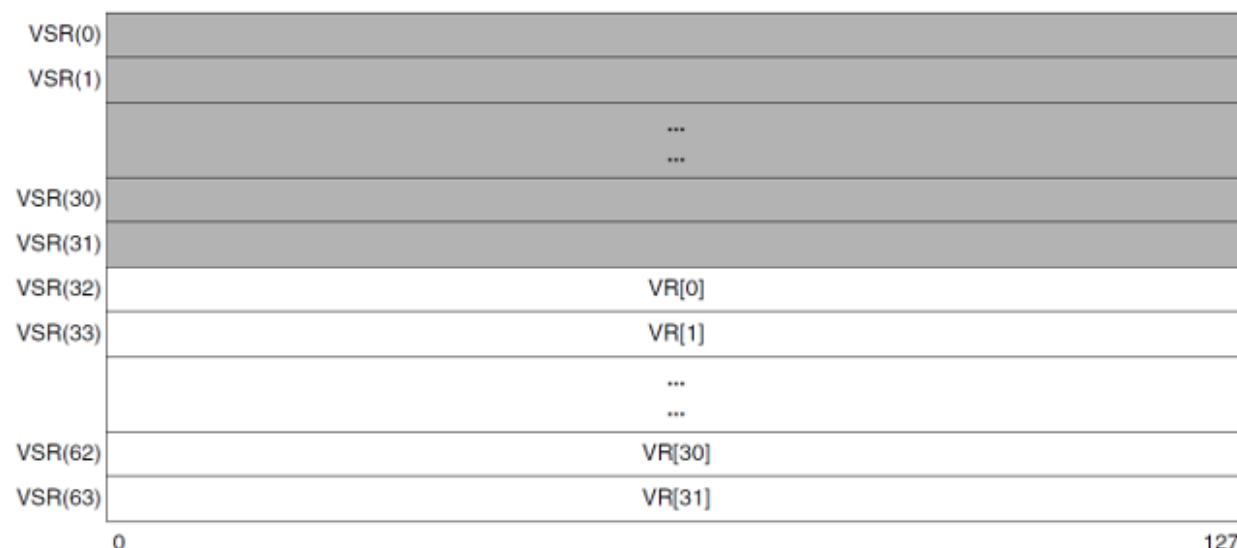 VSR(0)
VSR(1)
...
...
VSR(30)
VSR(31)
VSR(32) VR[0]
VSR(33) VR[1]
...
...
VSR(62) VR[30]
VSR(63) VR[31]
0 127